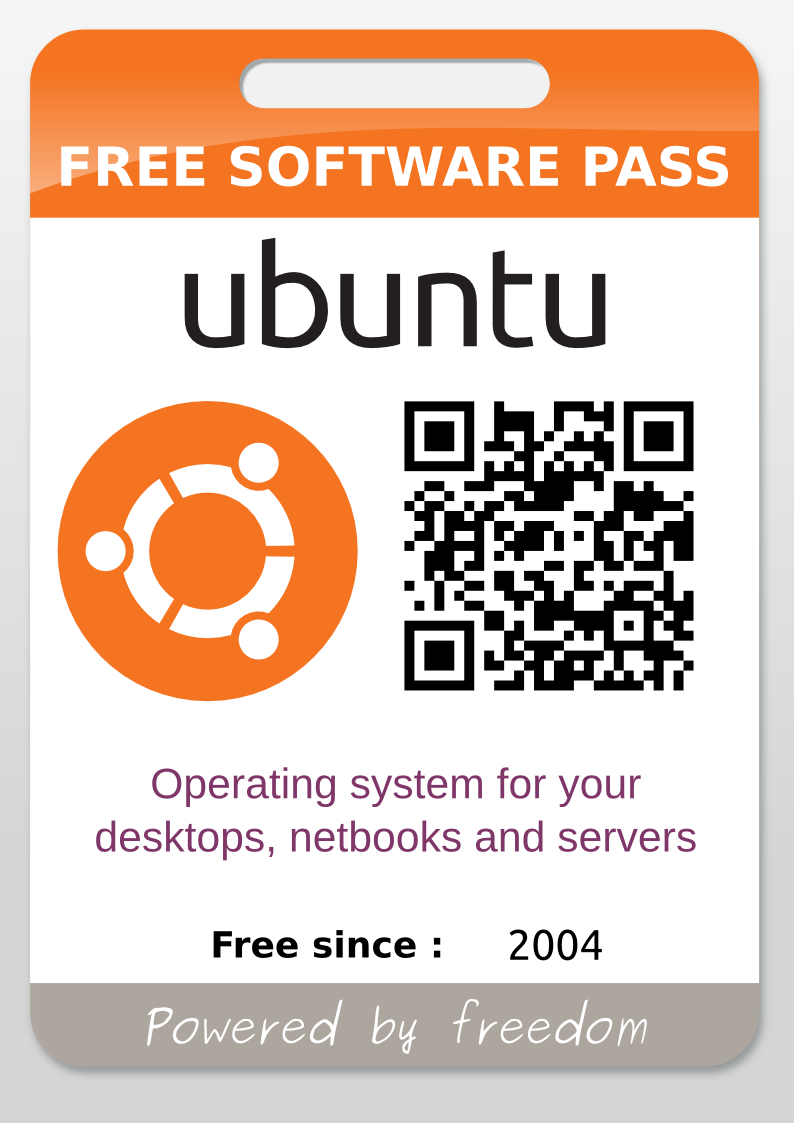 FREE SOFTWARE PASS
ubuntu
Operating system for your
desktops, netbooks and servers
Free since : 2004
Powered by freedom